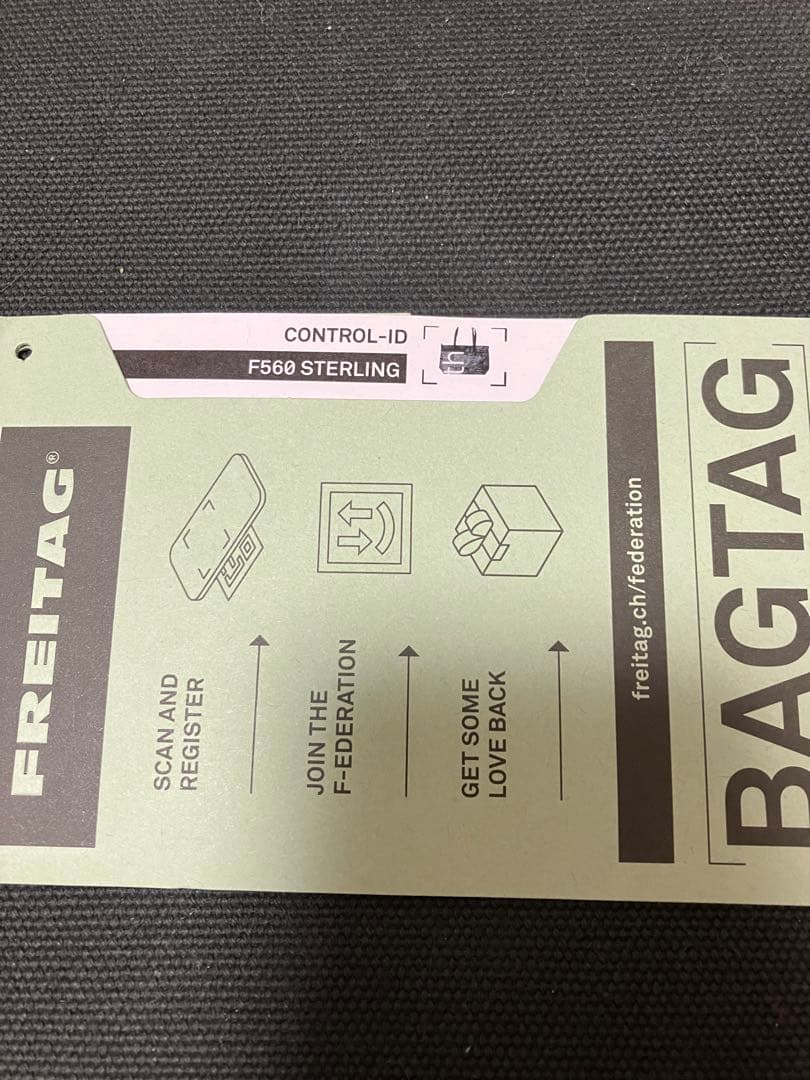 CONTROL-ID
F560 STERLING
FREITAG®
SCAN AND
REGISTER
JOIN THE
F-EDERATION
GET SOME
LOVE BACK
freitag.ch/federation
BAGTAG